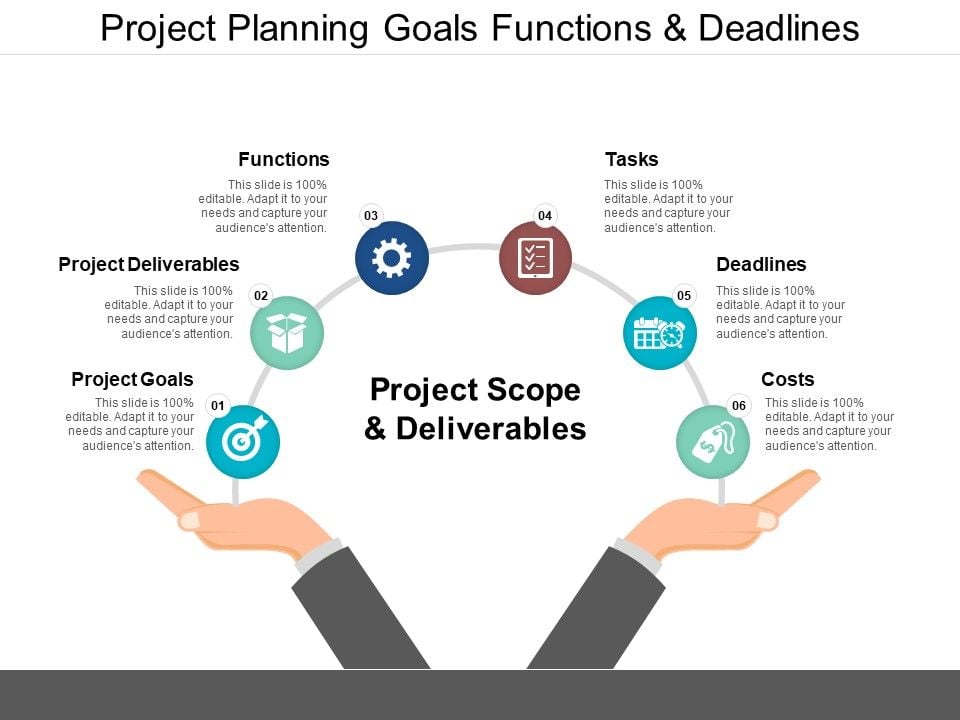 Project Planning Goals Functions & Deadlines
Functions
This slide is 100%
editable. Adapt it to your
needs and capture your
audience's attention.
03
Tasks
This slide is 100%
editable. Adapt it to your
needs and capture your
audience's attention.
04
Project Deliverables
This slide is 100%
editable. Adapt it to your
needs and capture your
audience's attention.
02
Deadlines
This slide is 100%
editable. Adapt it to your
needs and capture your
audience's attention.
05
Project Goals
This slide is 100%
editable. Adapt it to your
needs and capture your
audience's attention.
01
Project Scope
& Deliverables
Costs
This slide is 100%
editable. Adapt it to your
needs and capture your
audience's attention.
06
$